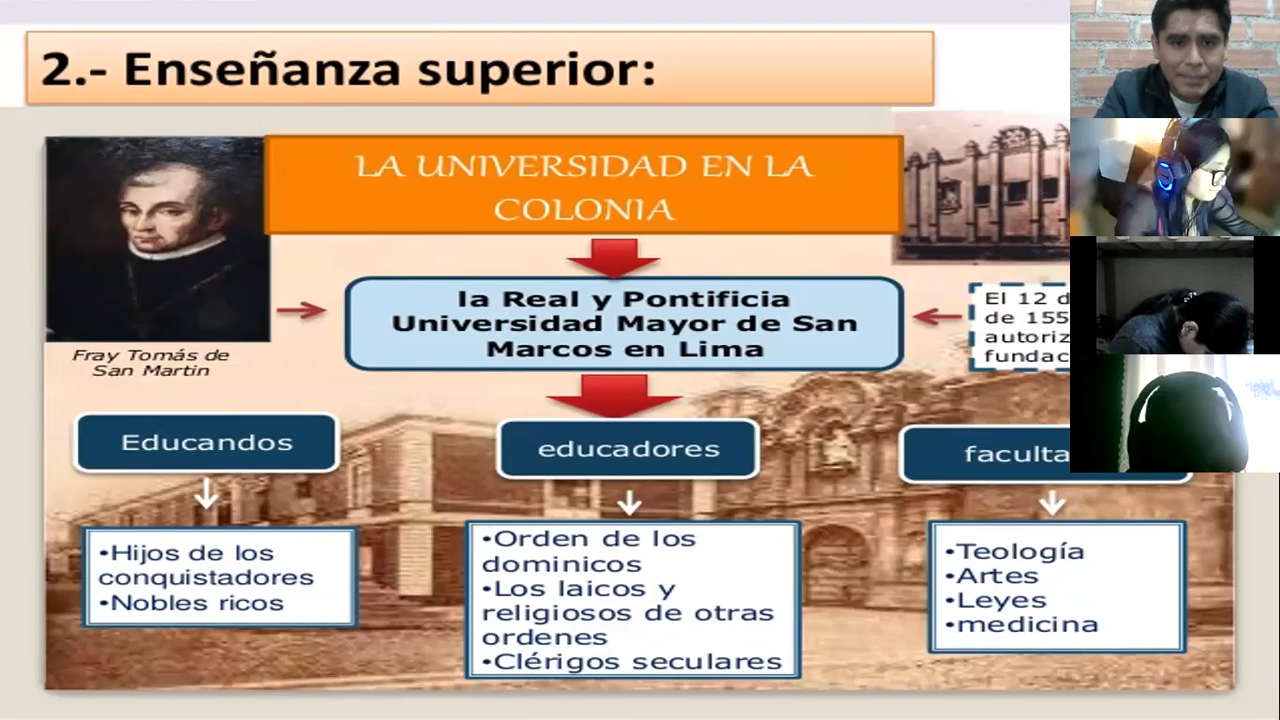 2.- Enseñanza superior:
LA UNIVERSIDAD EN LA
COLONIA
la Real y Pontificia
Universidad Mayor de San
Marcos en Lima
Fray Tomás de
San Martin
El 12
de
Educandos
educadores
•Hijos de los
conquistadores
•Nobles ricos
•Orden de los
dominicos
•Los laicos y
religiosos de otras
ordenes
•Clérigos seculares
•Teología
•Artes
•Leyes
•medicina